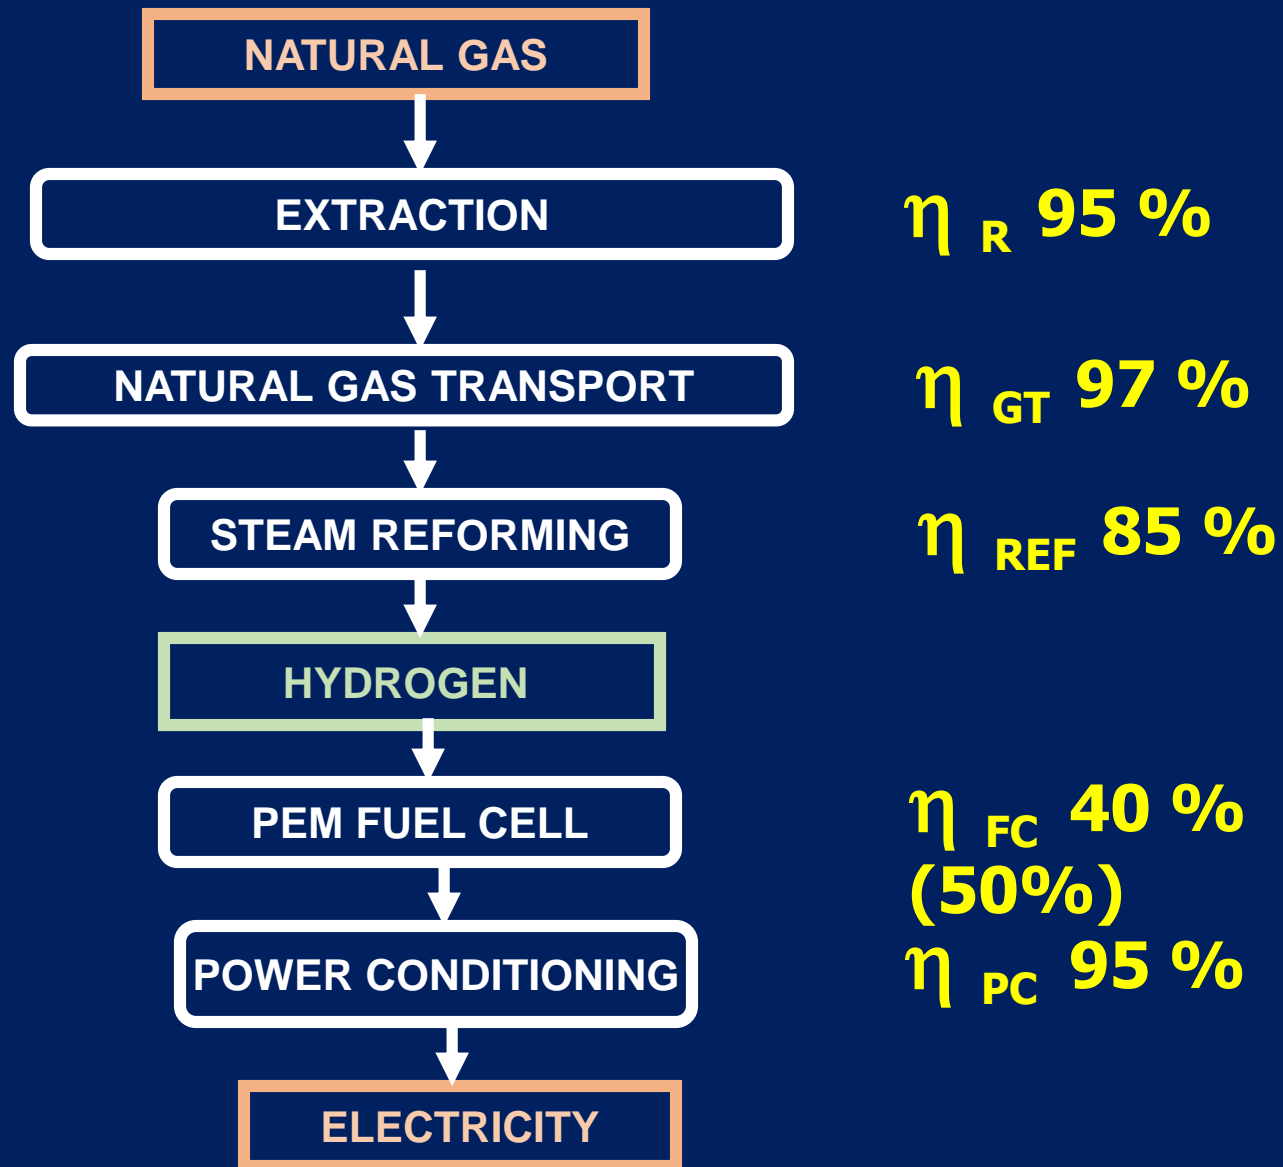 NATURAL GAS
EXTRACTION
η R 95 %
NATURAL GAS TRANSPORT
η GT 97 %
STEAM REFORMING
η REF 85 %
HYDROGEN
PEM FUEL CELL
η FC 40 %
(50%)
POWER CONDITIONING
η PC 95 %
ELECTRICITY